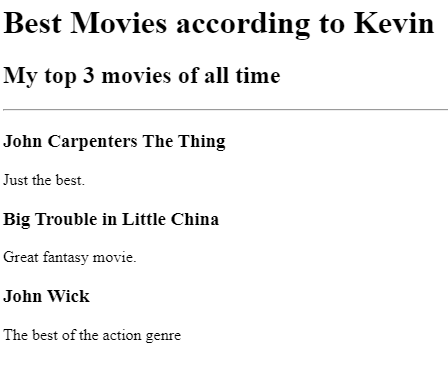 Best Movies according to Kevin
My top 3 movies of all time
John Carpenters The Thing
Just the best.
Big Trouble in Little China
Great fantasy movie.
John Wick
The best of the action genre